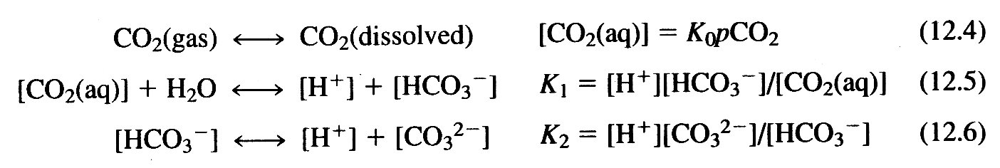 CO₂(gas) ⟷ CO₂(dissolved) [CO₂(aq)] = K₀pCO₂ (12.4)
[CO₂(aq)] + H₂O ⟷ [H⁺] + [HCO₃⁻] K₁ = [H⁺][HCO₃⁻]/[CO₂(aq)] (12.5)
[HCO₃⁻] ⟷ [H⁺] + [CO₃²⁻] K₂ = [H⁺][CO₃²⁻]/[HCO₃⁻] (12.6)